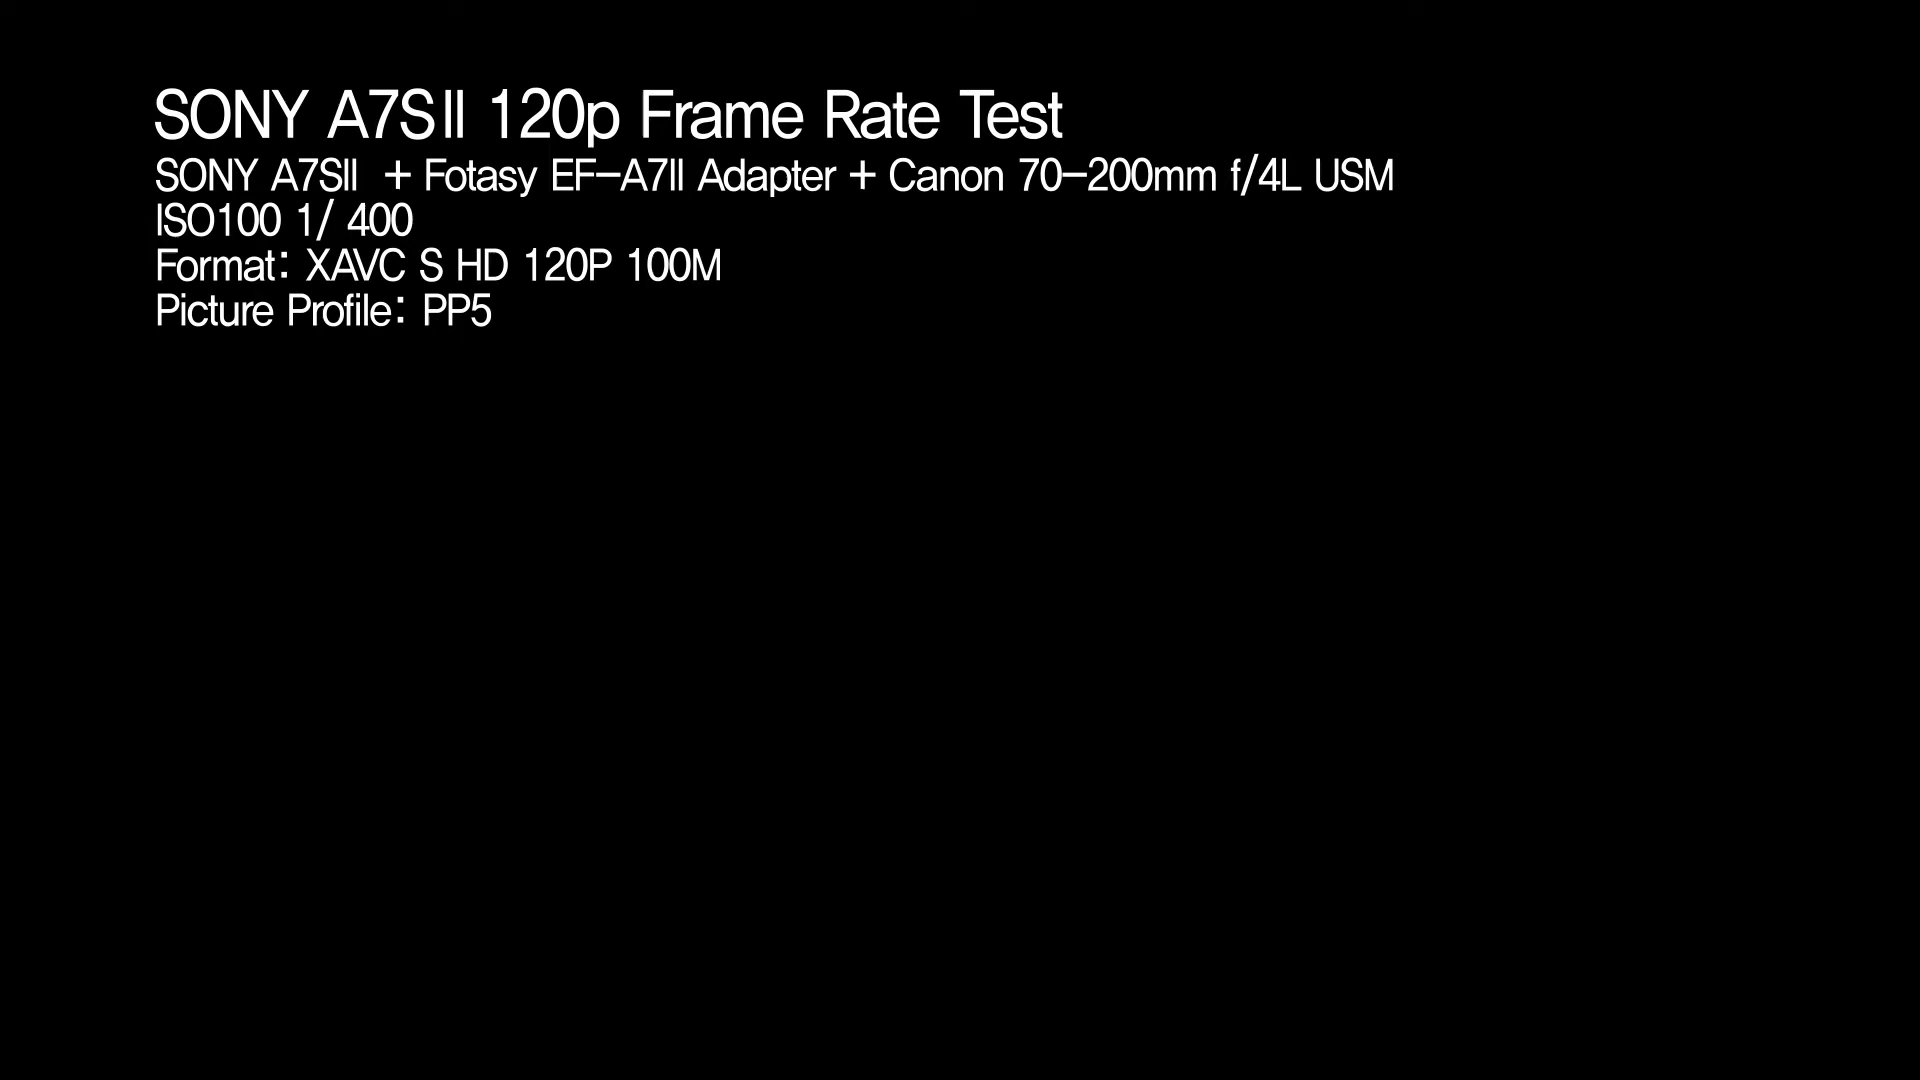 SONY A7SII 120p Frame Rate Test
SONY A7SII + Fotasy EF-A7II Adapter + Canon 70-200mm f/4L USM
ISO100 1/ 400
Format: XAVC S HD 120P 100M
Picture Profile: PP5